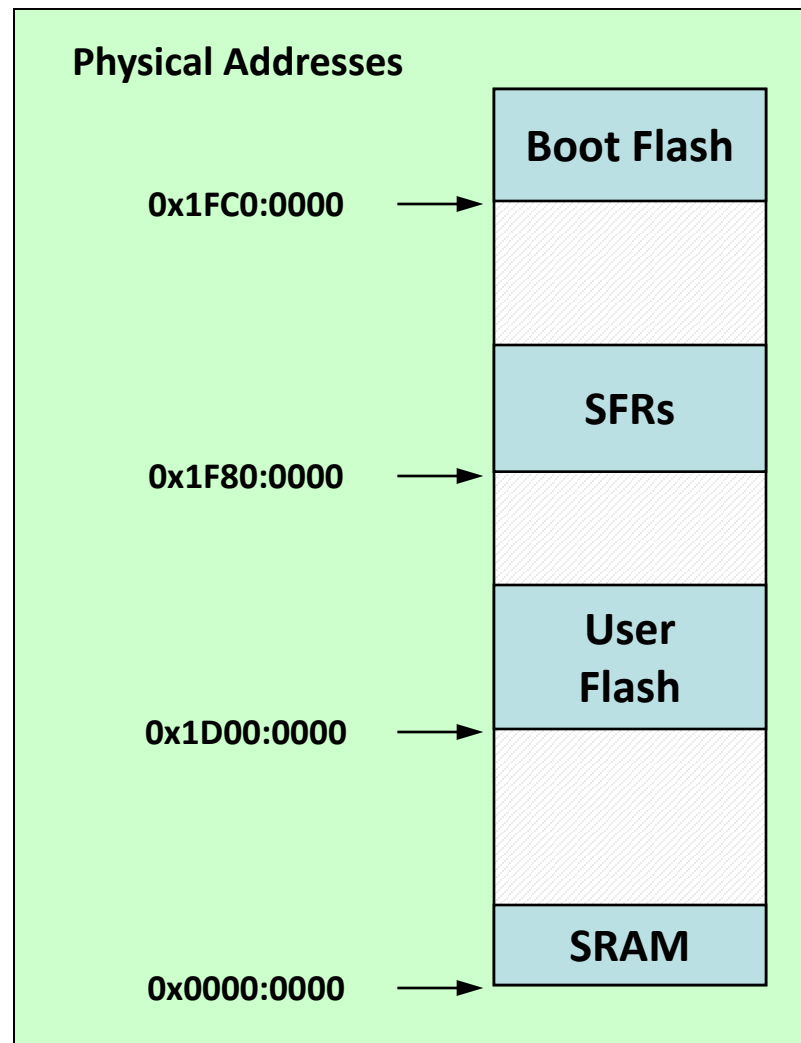 Physical Addresses
Boot Flash
0x1FC0:0000
SFRs
0x1F80:0000
User
Flash
0x1D00:0000
SRAM
0x0000:0000